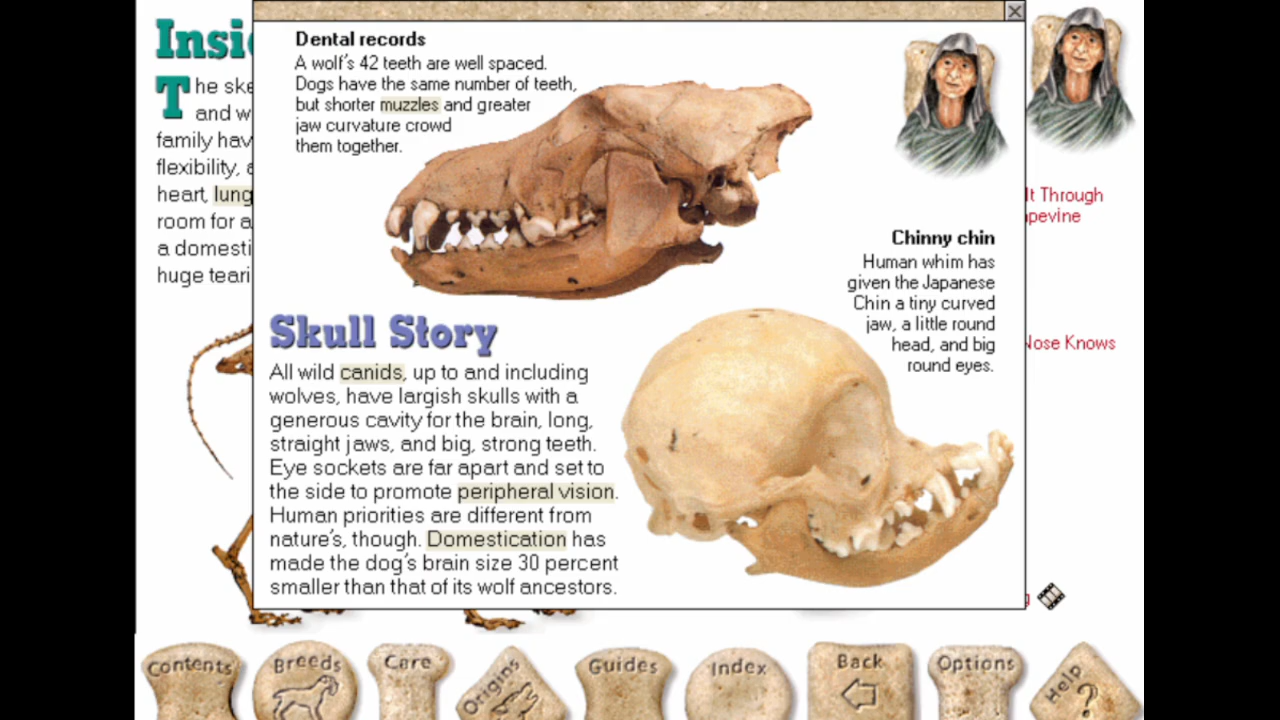 Insi
Dental records
A wolf's 42 teeth are well spaced.
Dogs have the same number of teeth,
but shorter muzzles and greater
jaw curvature crowd
them together.
The ske
and w
family hav
flexibility,
heart, lung
room for a
a domesti
huge teari
It Through
pevine
Chinny chin
Human whim has
given the Japanese
Chin a tiny curved
jaw, a little round
head, and big
round eyes.
Nose Knows
Skull Story
All wild canids, up to and including
wolves, have largish skulls with a
generous cavity for the brain, long,
straight jaws, and big, strong teeth.
Eye sockets are far apart and set to
the side to promote peripheral vision.
Human priorities are different from
nature's, though. Domestication has
made the dog's brain size 30 percent
smaller than that of its wolf ancestors.
Contents
Breeds
Care
Origins
Guides
Index
Back
Options
Help
?